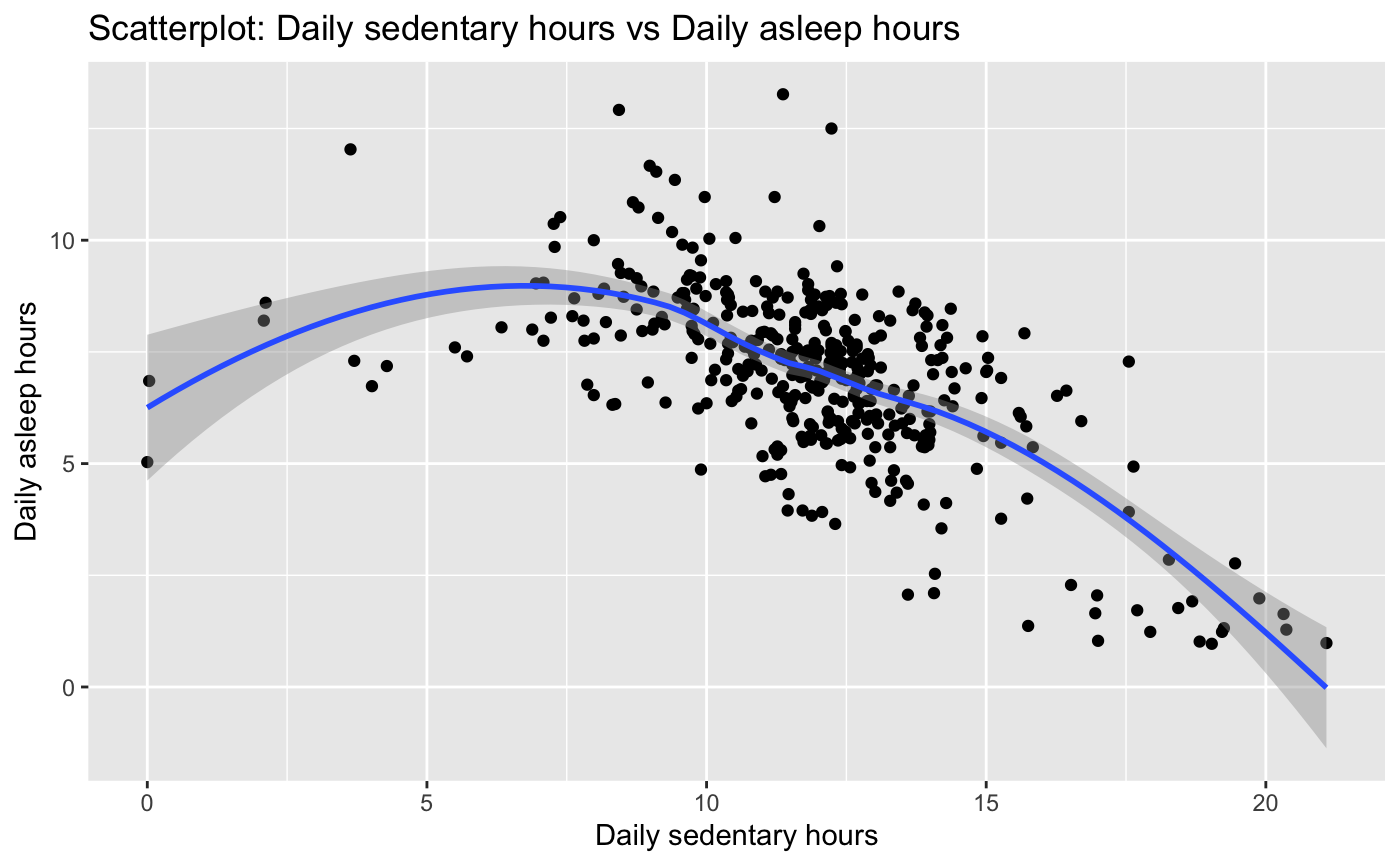 Scatterplot: Daily sedentary hours vs Daily asleep hours
Daily asleep hours
10
5
0
0 5 10 15 20
Daily sedentary hours